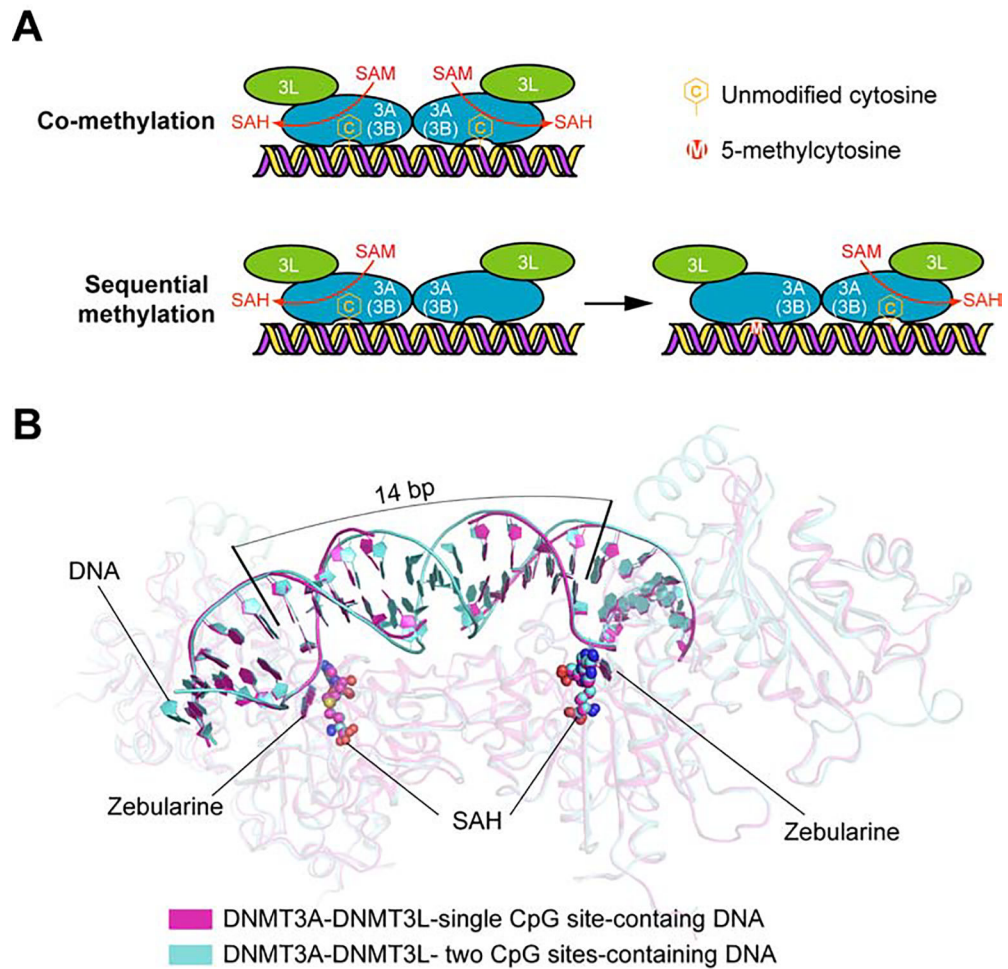 A
Co-methylation
3L
SAM
SAM
3L
SAH
3A
(3B)
3A
(3B)
SAH
C
C
C Unmodified cytosine
M 5-methylcytosine
Sequential
methylation
3L
SAM
3L
SAH
3A
(3B)
3A
(3B)
C
3L
SAM
3L
3A
(3B)
3A
(3B)
SAH
M
C
B
14 bp
DNA
Zebularine
SAH
Zebularine
DNMT3A-DNMT3L-single CpG site-containg DNA
DNMT3A-DNMT3L- two CpG sites-containing DNA